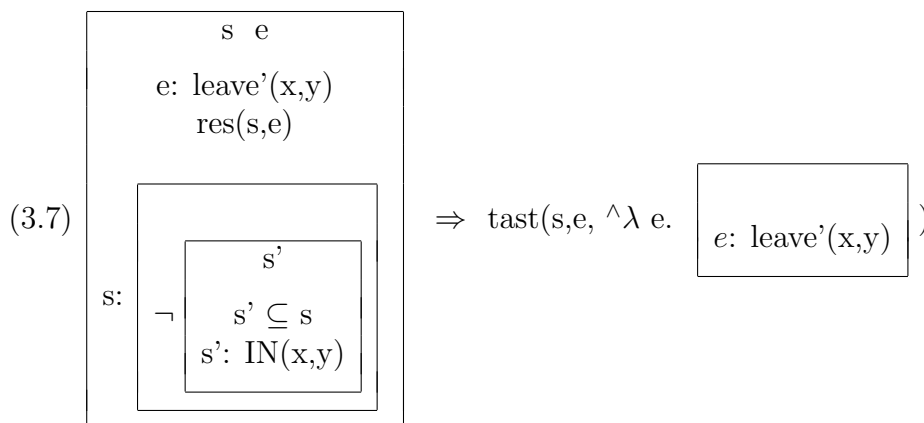 s e
e: leave’(x,y)
res(s,e)
(3.7) ⇒ tast(s,e, ^λ e. e: leave’(x,y) )
s’
s: ¬ s’ ⊆ s
s’: IN(x,y)